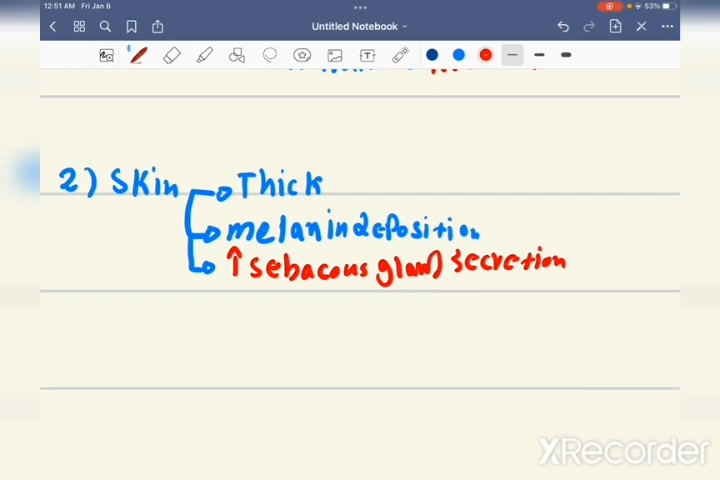 12:51 AM Fri Jan 6
53%
Untitled Notebook
2) Skin Thick
melanin deposition
↑ sebacous gland secretion
XRecorder